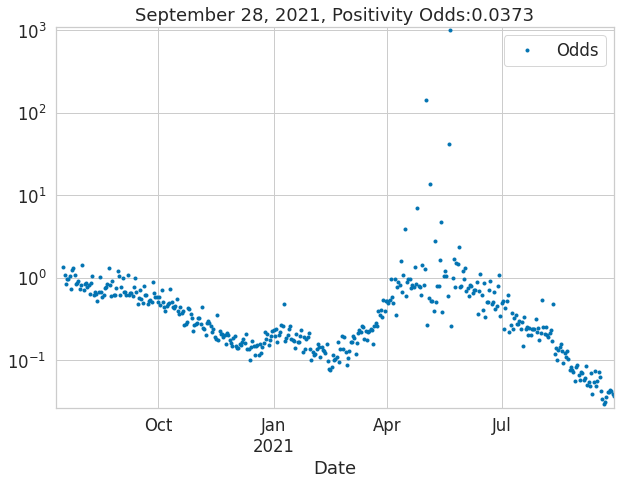 September 28, 2021, Positivity Odds:0.0373
Odds
10³
10²
10¹
10⁰
10⁻¹
Oct
Jan
2021
Apr
Jul
Date